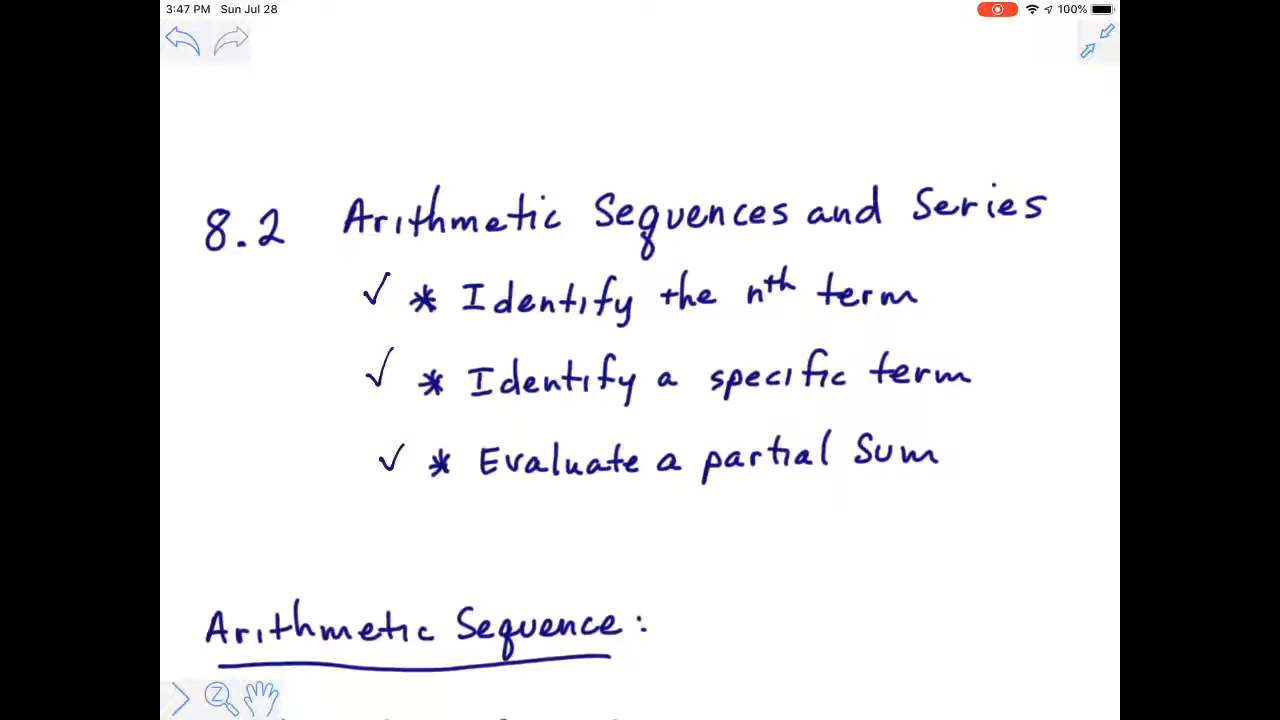 3:47 PM Sun Jul 28 100%
8.2 Arithmetic Sequences and Series
✓ * Identify the nth term
✓ * Identify a specific term
✓ * Evaluate a partial Sum
Arithmetic Sequence:
Z